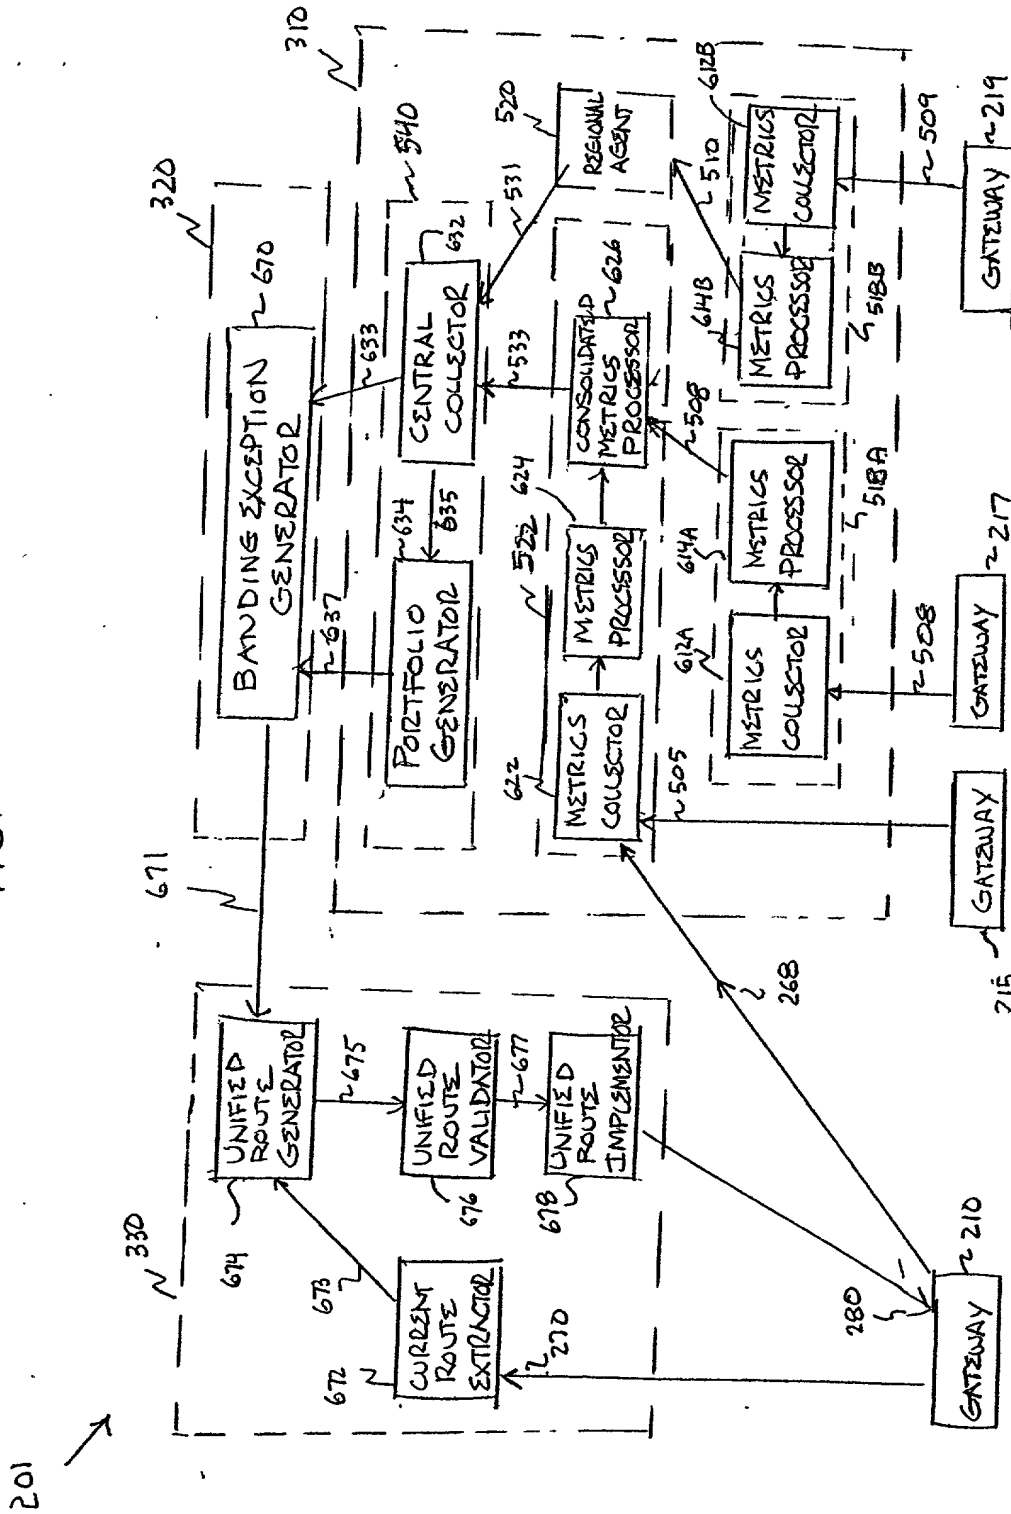 201
330
320
310
671
UNIFIED
ROUTE
GENERATOR
674
675
UNIFIED
ROUTE
VALIDATOR
676
677
UNIFIED
ROUTE
IMPLEMENTOR
678
CURRENT
ROUTE
EXTRACTOR
672
673
270
280
268
BANDING EXCEPTION
GENERATOR
670
637
633
540
PORTFOLIO
GENERATOR
634
635
CENTRAL
COLLECTOR
632
531
533
520
REGIONAL
AGENT
522
METRICS
COLLECTOR
622
METRICS
PROCESSOR
624
CONSOLIDATED
METRICS
PROCESSOR
626
505
508
510
METRICS
COLLECTOR
612A
METRICS
PROCESSOR
614A
518A
METRICS
PROCESSOR
614B
METRICS
COLLECTOR
612B
518B
508
509
GATEWAY
210
GATEWAY
215
GATEWAY
217
GATEWAY
219